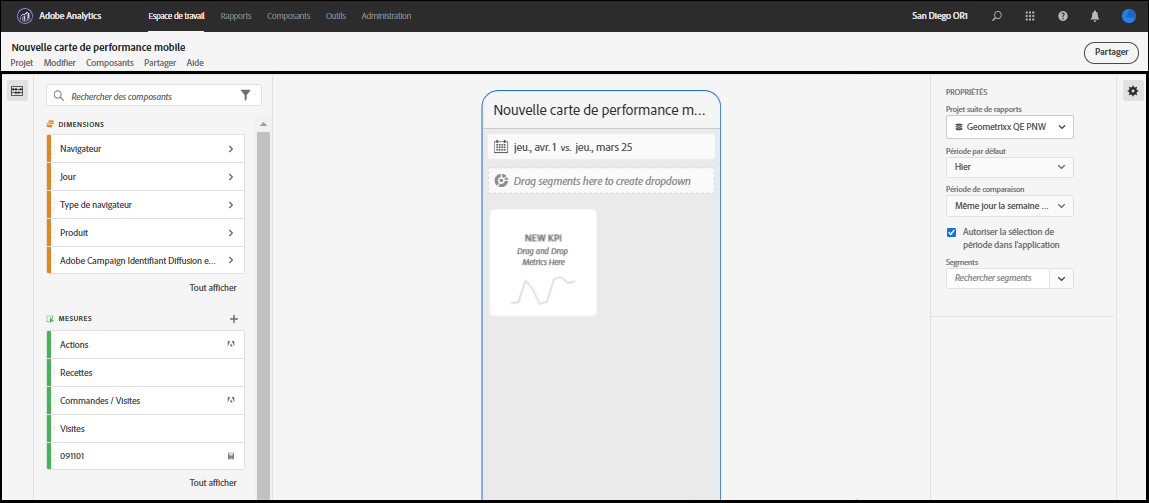 Adobe Analytics Espace de travail Rapports Composants Outils Administration San Diego OR1
Nouvelle carte de performance mobile
Projet Modifier Composants Partager Aide
Partager
Rechercher des composants
DIMENSIONS
Navigateur
Jour
Type de navigateur
Produit
Adobe Campaign Identifiant Diffusion e...
Tout afficher
MESURES
Actions
Recettes
Commandes / Visites
Visites
091101
Tout afficher
Nouvelle carte de performance m...
jeu., avr. 1 vs. jeu., mars 25
Drag segments here to create dropdown
NEW KPI
Drag and Drop
Metrics Here
PROPRIÉTÉS
Projet suite de rapports
Geometrixx QE PNW
Période par défaut
Hier
Période de comparaison
Même jour la semaine ...
Autoriser la sélection de
période dans l'application
Segments
Rechercher segments